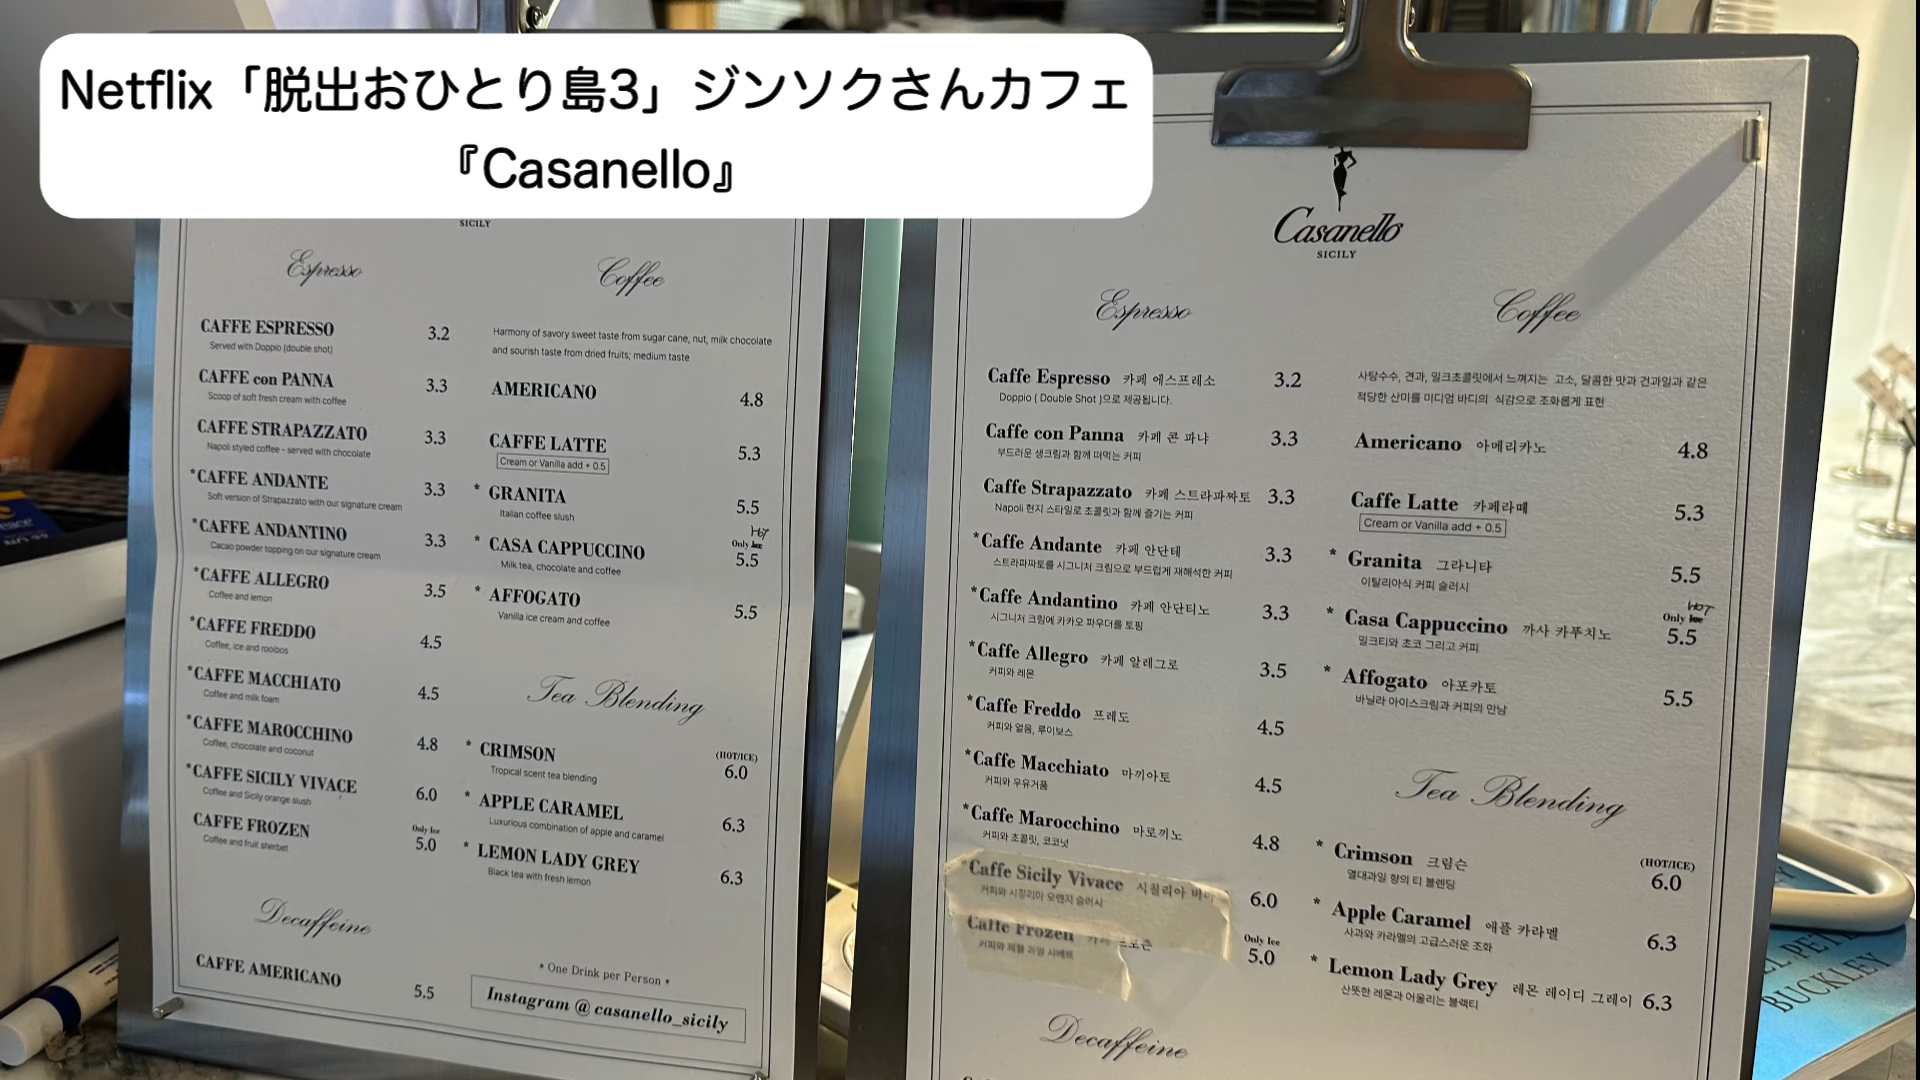 Netflix「脱出おひとり島3」ジンソクさんカフェ
『Casanello』
SICILY
Espresso
CAFFE ESPRESSO 3.2
Served with Doppio (double shot)
CAFFE con PANNA 3.3
Scoop of soft fresh cream with coffee
CAFFE STRAPAZZATO 3.3
Napoli styled coffee - served with chocolate
*CAFFE ANDANTE 3.3
Soft version of Strapazzato with our signature cream
*CAFFE ANDANTINO 3.3
Cacao powder topping on our signature cream
*CAFFE ALLEGRO 3.5
Coffee and lemon
*CAFFE FREDDO 4.5
Coffee, ice and rooibos
*CAFFE MACCHIATO 4.5
Coffee and milk foam
*CAFFE MAROCCHINO 4.8
Coffee, chocolate and coconut
*CAFFE SICILY VIVACE 6.0
Coffee and Sicily orange slush
CAFFE FROZEN Only Ice 5.0
Coffee and fruit sherbet
Decaffeine
CAFFE AMERICANO 5.5
Coffee
Harmony of savory sweet taste from sugar cane, nut, milk chocolate
and sourish taste from dried fruits; medium taste
AMERICANO 4.8
CAFFE LATTE 5.3
Cream or Vanilla add + 0.5
* GRANITA 5.5
Italian coffee slush
HOT
* CASA CAPPUCCINO Only Ice 5.5
Milk tea, chocolate and coffee
* AFFOGATO 5.5
Vanilla ice cream and coffee
Tea Blending
(HOT/ICE)
* CRIMSON 6.0
Tropical scent tea blending
* APPLE CARAMEL 6.3
Luxurious combination of apple and caramel
* LEMON LADY GREY 6.3
Black tea with fresh lemon
* One Drink per Person *
Instagram @ casanello_sicily
Casanello
SICILY
Espresso
Caffe Espresso 카페 에스프레소 3.2
Doppio ( Double Shot )으로 제공됩니다.
Caffe con Panna 카페 콘 파냐 3.3
부드러운 생크림과 함께 떠먹는 커피
Caffe Strapazzato 카페 스트라파짜토 3.3
Napoli 현지 스타일로 초콜릿과 함께 즐기는 커피
*Caffe Andante 카페 안단테 3.3
스트라파짜토를 시그니처 크림으로 부드럽게 재해석한 커피
*Caffe Andantino 카페 안단티노 3.3
시그니처 크림에 카카오 파우더를 토핑
*Caffe Allegro 카페 알레그로 3.5
커피와 레몬
*Caffe Freddo 프레도 4.5
커피와 얼음, 루이보스
*Caffe Macchiato 마끼아토 4.5
커피와 우유거품
*Caffe Marocchino 마로끼노 4.8
커피와 초콜릿, 코코넛
*Caffe Sicily Vivace 시칠리아 6.0
커피와 시칠리아 오렌지 슬러시
Caffe Frozen Only Ice 5.0
커피와 제철 과일 샤베트
Decaffeine
Coffee
사탕수수, 견과, 밀크초콜릿에서 느껴지는 고소, 달콤한 맛과 건과일과 같은
적당한 산미를 미디엄 바디의 식감으로 조화롭게 표현
Americano 아메리카노 4.8
Caffe Latte 카페라떼 5.3
Cream or Vanilla add + 0.5
* Granita 그라니타 5.5
이탈리아식 커피 슬러시
HOT
* Casa Cappuccino 까사 카푸치노 Only Ice 5.5
밀크티와 초코 그리고 커피
* Affogato 아포카토 5.5
바닐라 아이스크림과 커피의 만남
Tea Blending
(HOT/ICE)
* Crimson 크림슨 6.0
열대과일 향의 티 블렌딩
* Apple Caramel 애플 카라멜 6.3
사과와 카라멜의 고급스러운 조화
* Lemon Lady Grey 레몬 레이디 그레이 6.3
산뜻한 레몬과 어울리는 블랙티
BUCKLEY